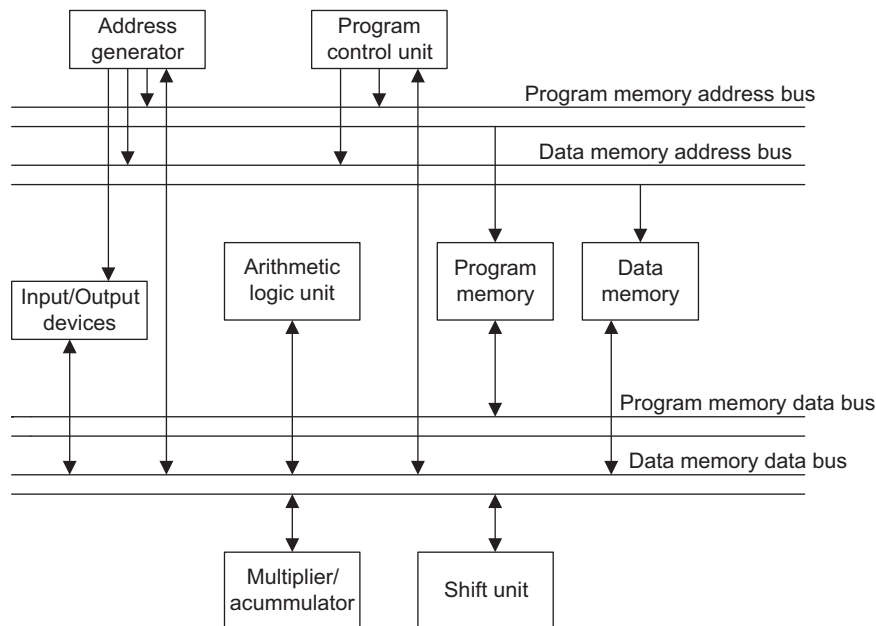 Address
generator
Program
control unit
Program memory address bus
Data memory address bus
Input/Output
devices
Arithmetic
logic unit
Program
memory
Data
memory
Program memory data bus
Data memory data bus
Multiplier/
acummulator
Shift unit